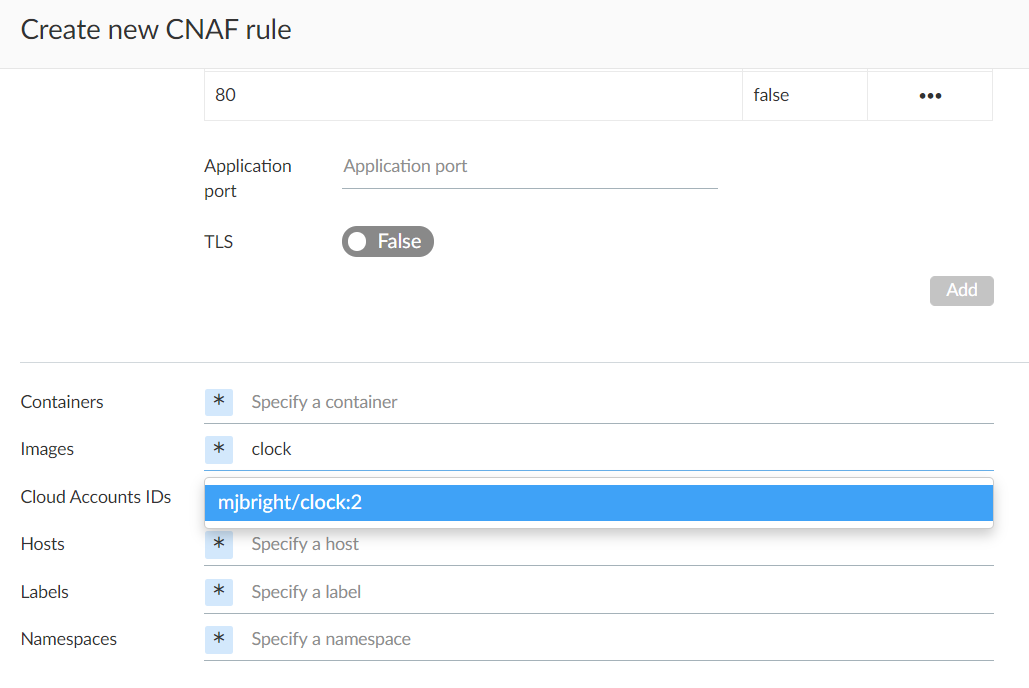 Create new CNAF rule
80 false •••
Application port Application port
TLS False
Add
Containers * Specify a container
Images * clock
Cloud Accounts IDs
mjbright/clock:2
Hosts * Specify a host
Labels * Specify a label
Namespaces * Specify a namespace